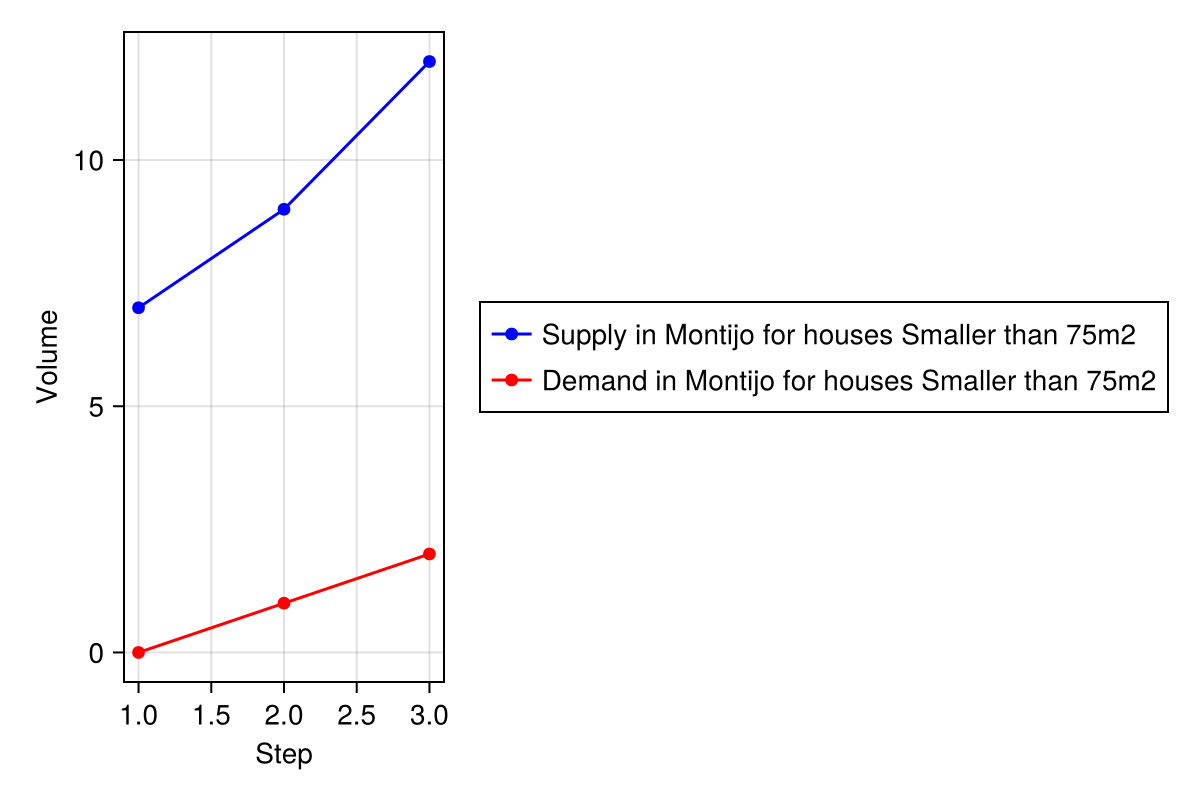 Volume
10
5
0
1.0 1.5 2.0 2.5 3.0
Step
Supply in Montijo for houses Smaller than 75m2
Demand in Montijo for houses Smaller than 75m2